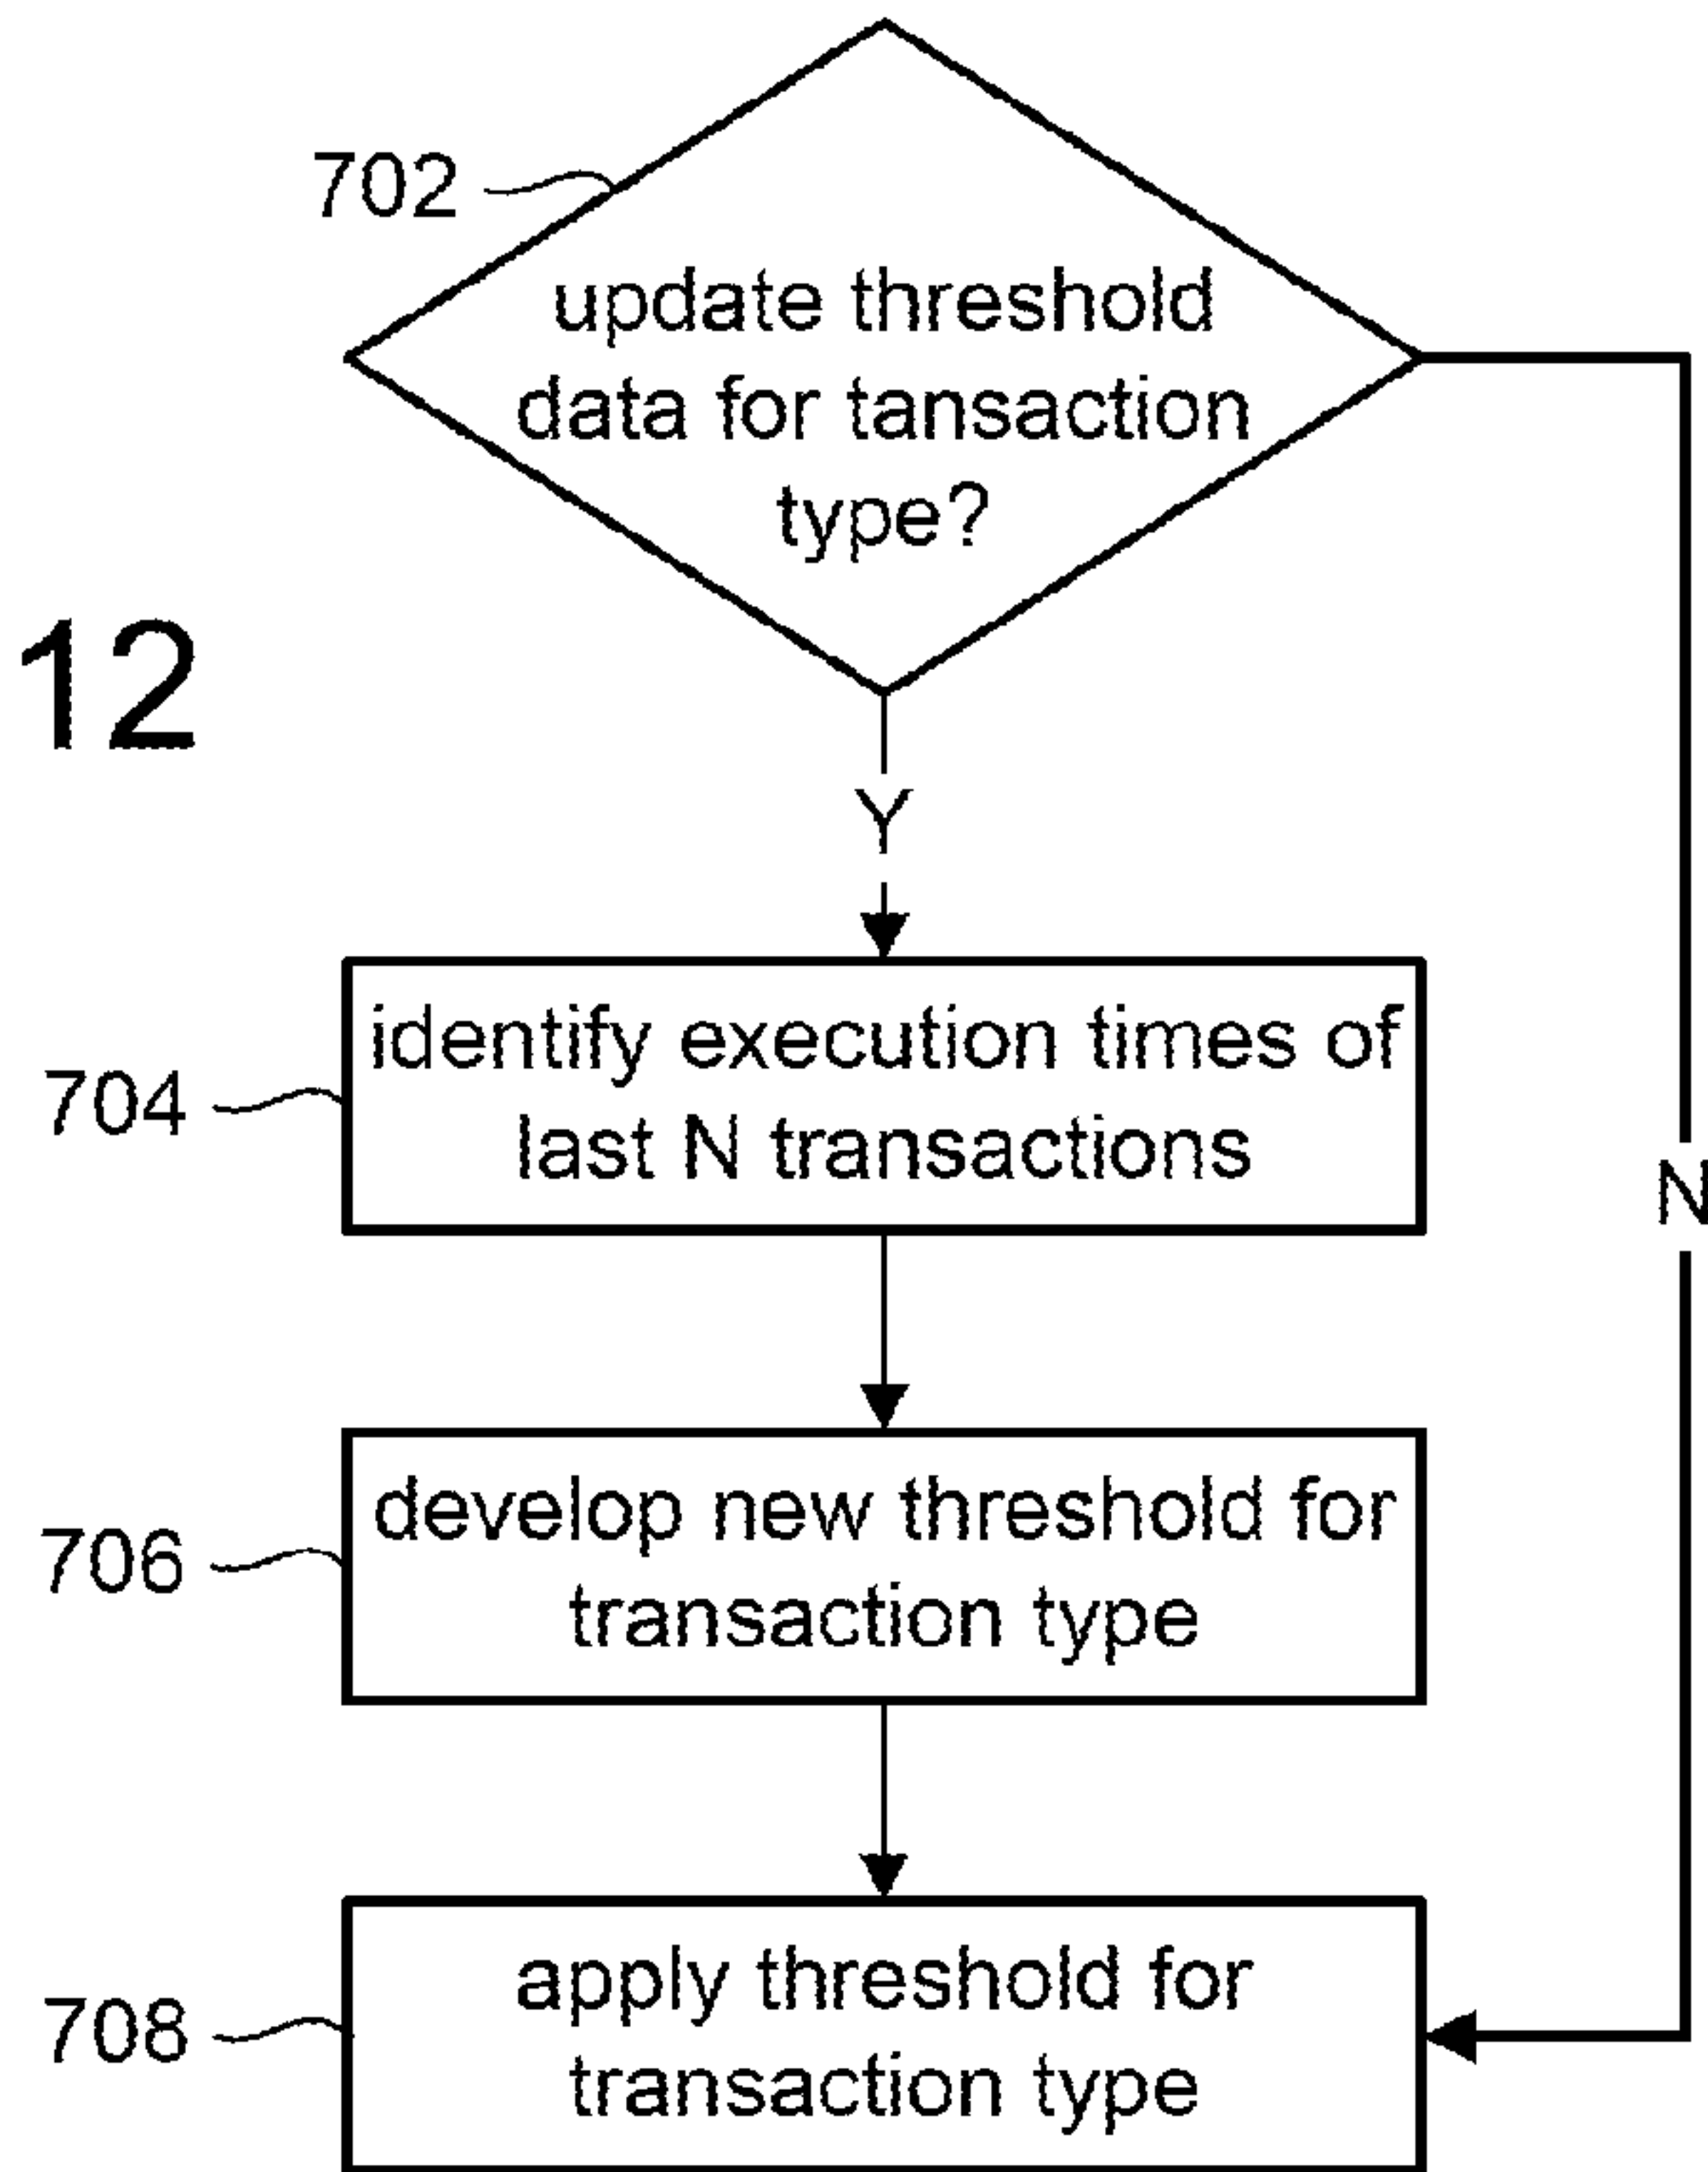 702
update threshold
data for tansaction
type?
12
Y
704
identify execution times of
last N transactions
N
706
develop new threshold for
transaction type
708
apply threshold for
transaction type